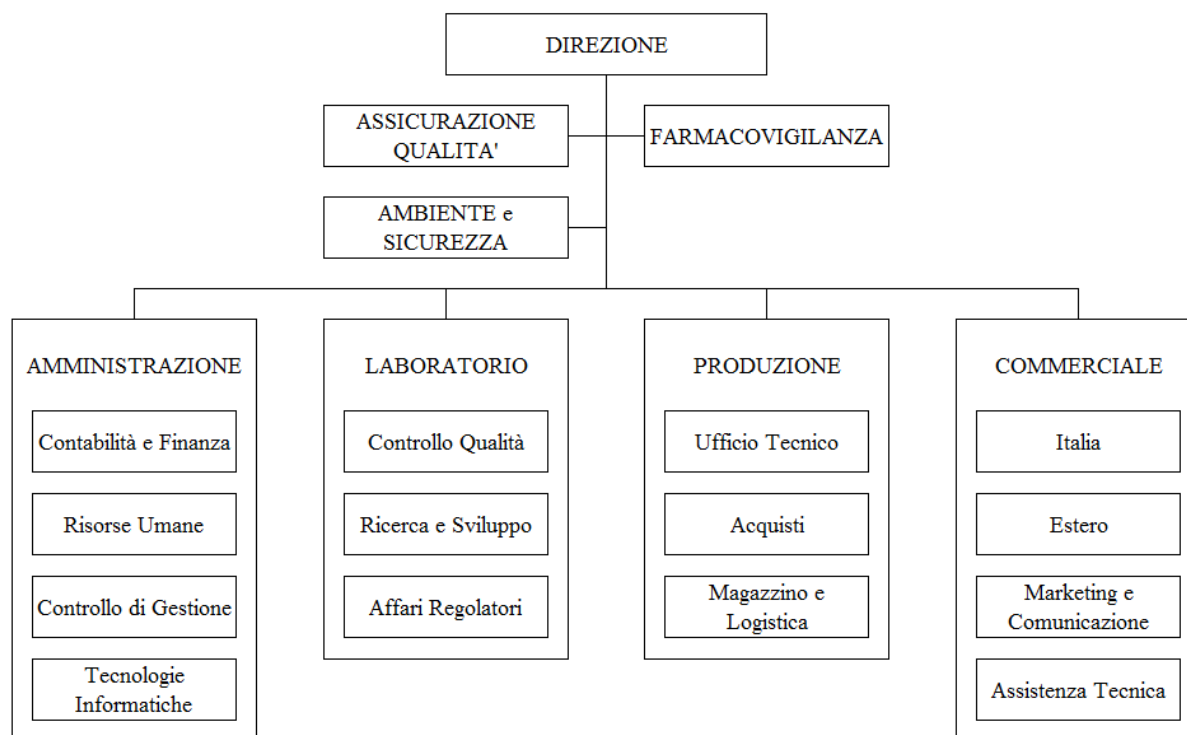 DIREZIONE
ASSICURAZIONE
QUALITA'
FARMACOVIGILANZA
AMBIENTE e
SICUREZZA
AMMINISTRAZIONE
Contabilità e Finanza
Risorse Umane
Controllo di Gestione
Tecnologie
Informatiche
LABORATORIO
Controllo Qualità
Ricerca e Sviluppo
Affari Regolatori
PRODUZIONE
Ufficio Tecnico
Acquisti
Magazzino e
Logistica
COMMERCIALE
Italia
Estero
Marketing e
Comunicazione
Assistenza Tecnica